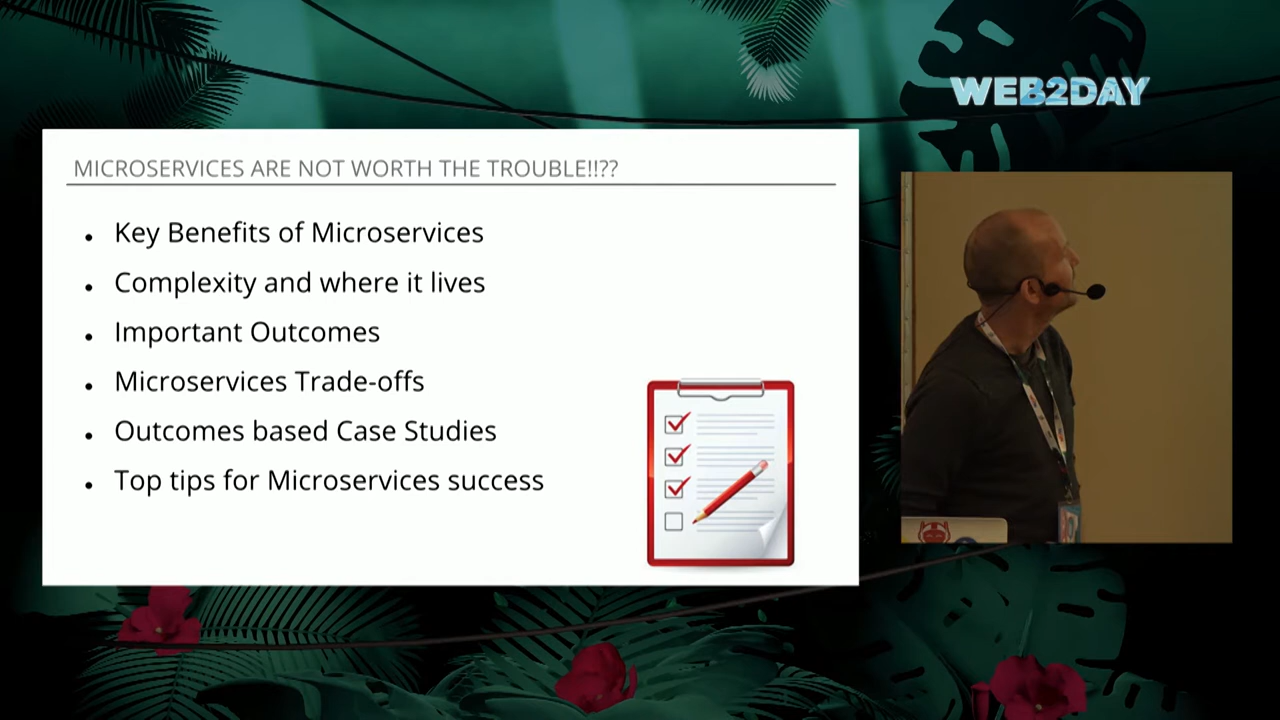 WEB2DAY
MICROSERVICES ARE NOT WORTH THE TROUBLE!!??
• Key Benefits of Microservices
• Complexity and where it lives
• Important Outcomes
• Microservices Trade-offs
• Outcomes based Case Studies
• Top tips for Microservices success